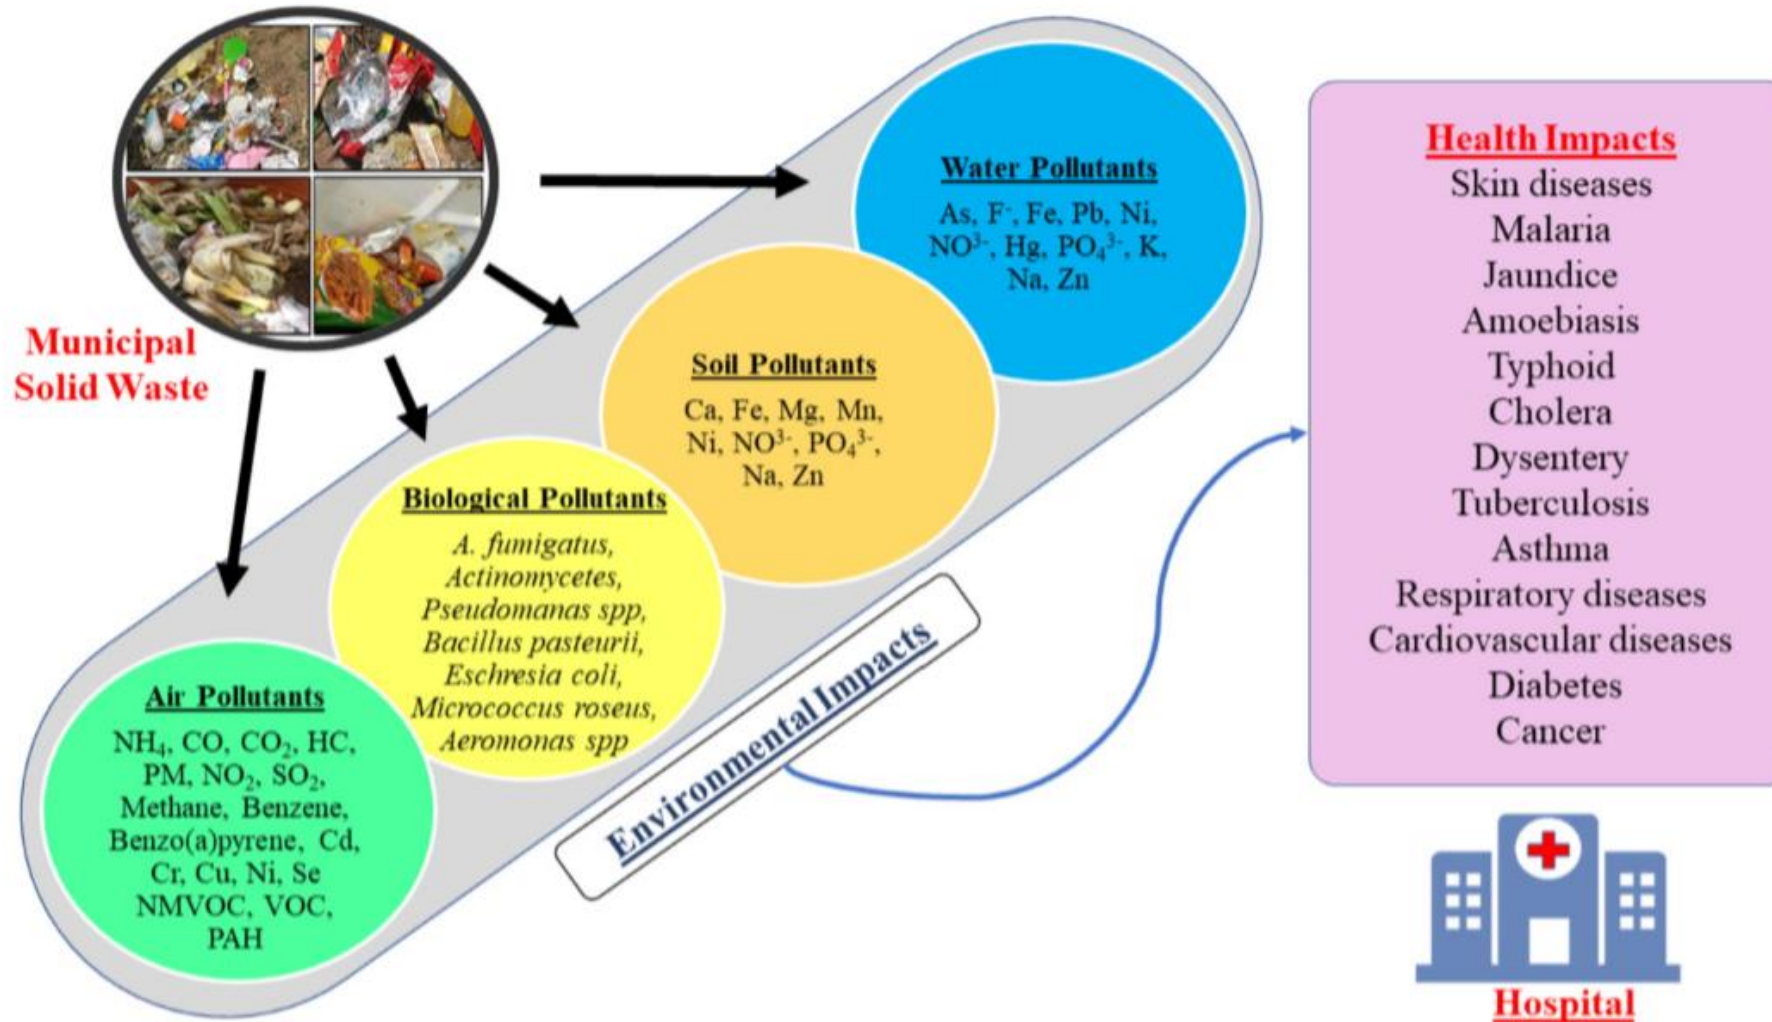 Municipal
Solid Waste
Water Pollutants
As, F⁻, Fe, Pb, Ni,
NO³⁻, Hg, PO₄³⁻, K,
Na, Zn
Soil Pollutants
Ca, Fe, Mg, Mn,
Ni, NO³⁻, PO₄³⁻,
Na, Zn
Biological Pollutants
A. fumigatus,
Actinomycetes,
Pseudomanas spp,
Bacillus pasteurii,
Eschresia coli,
Micrococcus roseus,
Aeromonas spp
Air Pollutants
NH₄, CO, CO₂, HC,
PM, NO₂, SO₂,
Methane, Benzene,
Benzo(a)pyrene, Cd,
Cr, Cu, Ni, Se
NMVOC, VOC,
PAH
Environmental Impacts
Health Impacts
Skin diseases
Malaria
Jaundice
Amoebiasis
Typhoid
Cholera
Dysentery
Tuberculosis
Asthma
Respiratory diseases
Cardiovascular diseases
Diabetes
Cancer
Hospital